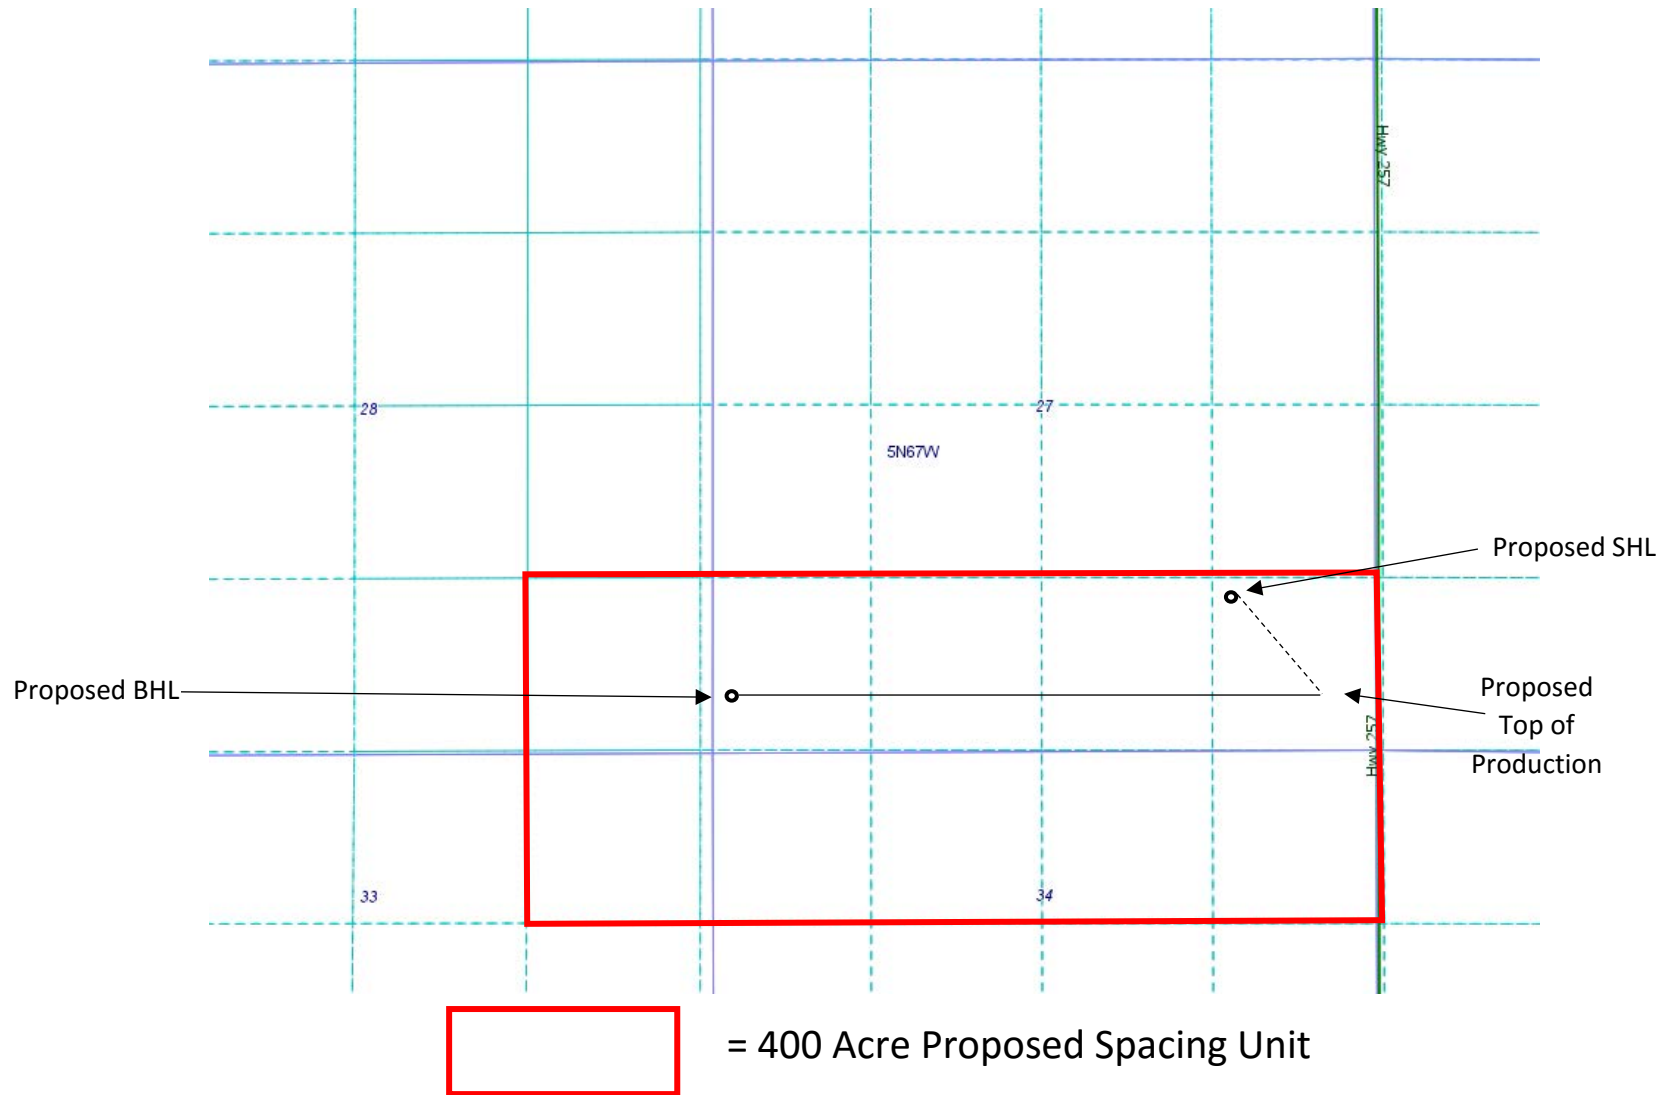 Hwy 257
28
27
5N67W
Proposed SHL
Proposed BHL
Proposed
Top of
Production
Hwy 257
33
34
= 400 Acre Proposed Spacing Unit